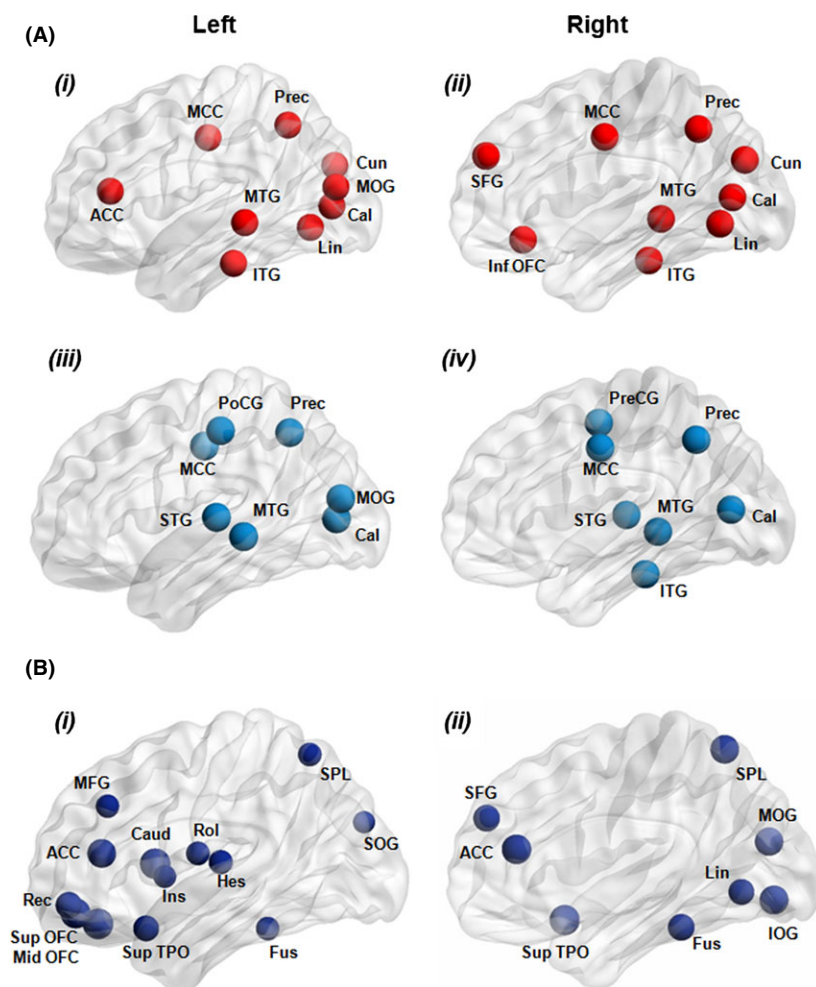 (A)
Left
Right
(i)
MCC
Prec
Cun
MOG
Cal
Lin
MTG
ITG
ACC
(ii)
MCC
Prec
SFG
Cun
Cal
MTG
Lin
Inf OFC
ITG
(iii)
PoCG
Prec
MCC
STG
MTG
MOG
Cal
(iv)
PreCG
Prec
MCC
STG
MTG
Cal
ITG
(B)
(i)
SPL
MFG
SOG
ACC
Caud
Rol
Ins
Hes
Rec
Sup OFC
Mid OFC
Sup TPO
Fus
(ii)
SPL
SFG
MOG
ACC
Lin
IOG
Sup TPO
Fus